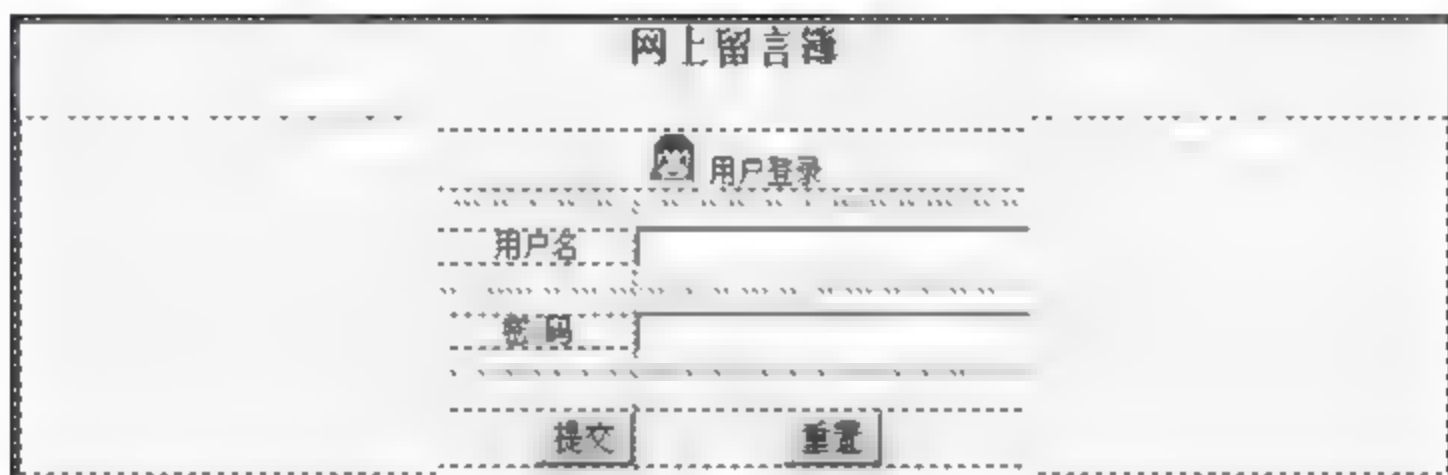 网上留言簿
用户登录
用户名
密 码
提交 重置